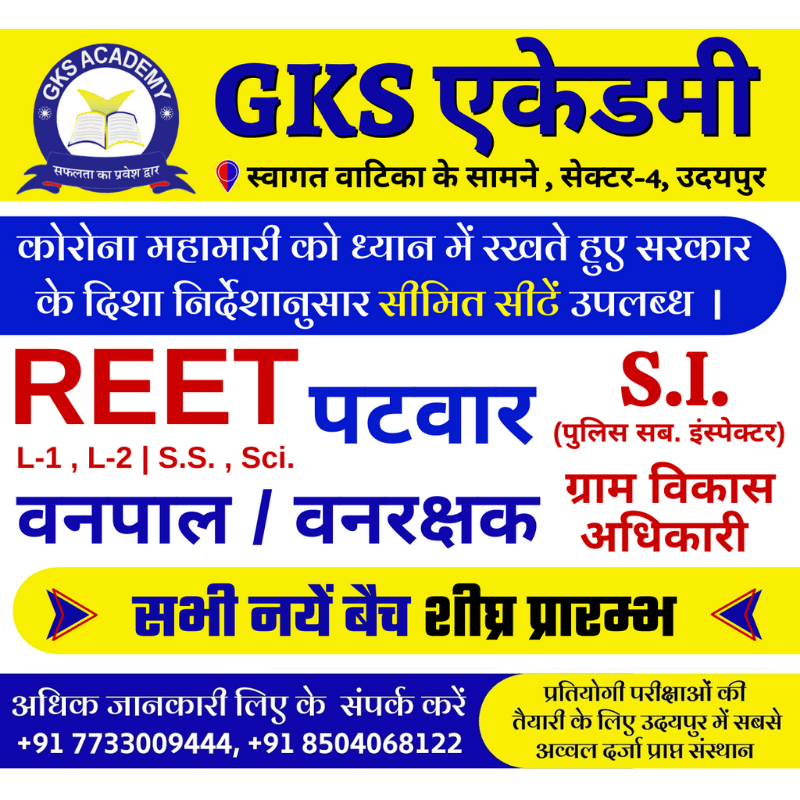 GKS ACADEMY
सफलता का प्रवेश द्वार
GKS एकेडमी
स्वागत वाटिका के सामने , सेक्टर-4, उदयपुर
कोरोना महामारी को ध्यान में रखते हुए सरकार
के दिशा निर्देशानुसार सीमित सीटें उपलब्ध ।
REET
L-1 , L-2 | S.S. , Sci.
पटवार
S.I.
(पुलिस सब. इंस्पेक्टर)
वनपाल / वनरक्षक
ग्राम विकास
अधिकारी
सभी नयें बैच शीघ्र प्रारम्भ
अधिक जानकारी लिए के संपर्क करें
+91 7733009444, +91 8504068122
प्रतियोगी परीक्षाओं की
तैयारी के लिए उदयपुर में सबसे
अव्वल दर्जा प्राप्त संस्थान